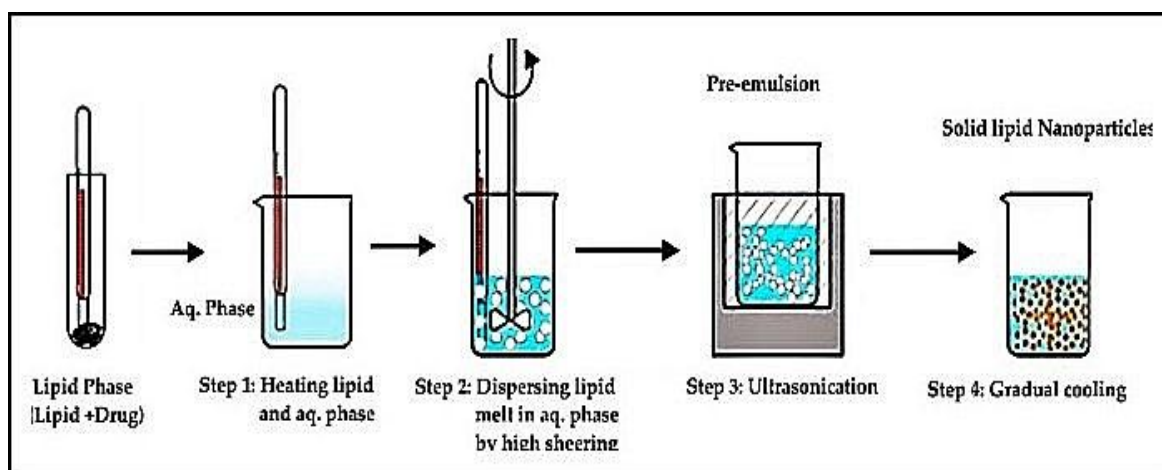 Pre-emulsion
Solid lipid Nanoparticles
Aq. Phase
Lipid Phase
(Lipid +Drug)
Step 1: Heating lipid
and aq. phase
Step 2: Dispersing lipid
melt in aq. phase
by high sheering
Step 3: Ultrasonication
Step 4: Gradual cooling